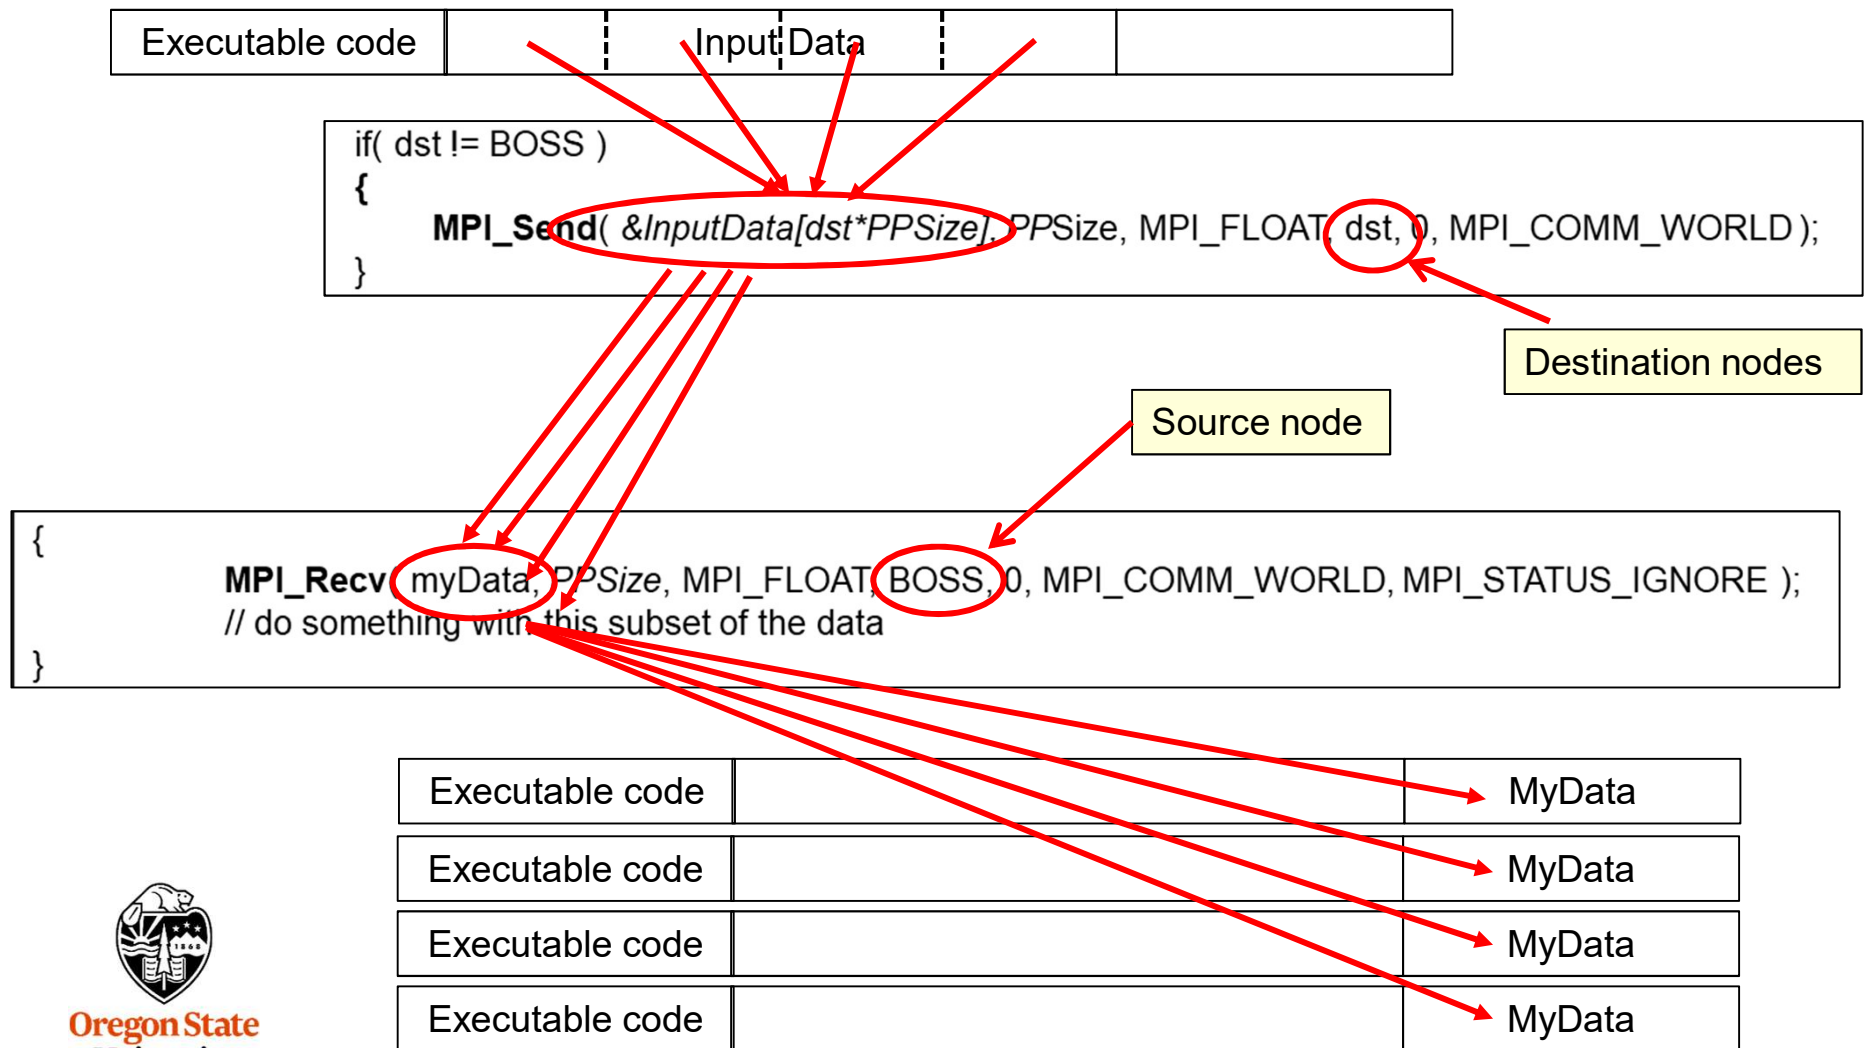 Executable code Input Data
if( dst != BOSS )
{
MPI_Send( &InputData[dst*PPSize], PPSize, MPI_FLOAT, dst, 0, MPI_COMM_WORLD );
}
Destination nodes
Source node
{
MPI_Recv( myData, PPSize, MPI_FLOAT, BOSS, 0, MPI_COMM_WORLD, MPI_STATUS_IGNORE );
// do something with this subset of the data
}
Executable code MyData
Executable code MyData
Executable code MyData
Executable code MyData
1868
Oregon State